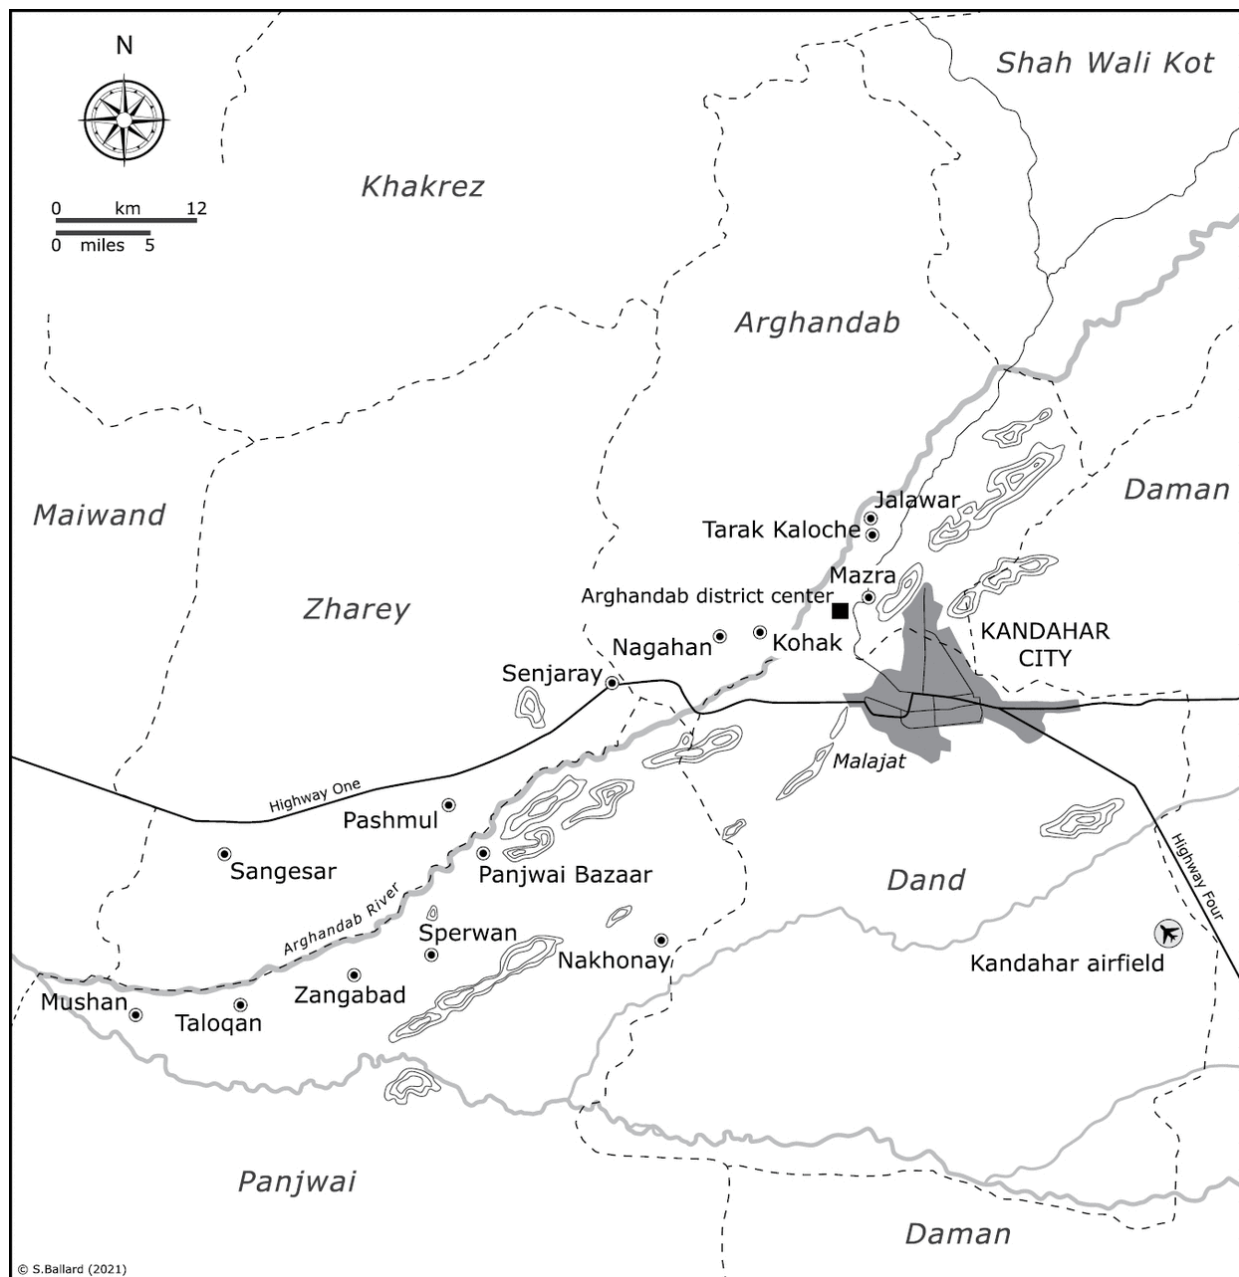 N
Shah Wali Kot
Khakrez
0 km 12
0 miles 5
Arghandab
Maiwand
Daman
Jalawar
Tarak Kaloche
Mazra
Arghandab district center
Zharey
KANDAHAR
CITY
Nagahan
Kohak
Senjaray
Malajat
Highway One
Pashmul
Sangesar
Panjwai Bazaar
Dand
Highway Four
Arghandab River
Sperwan
Nakhonay
Kandahar airfield
Zangabad
Mushan
Taloqan
Panjwai
Daman
© S.Ballard (2021)